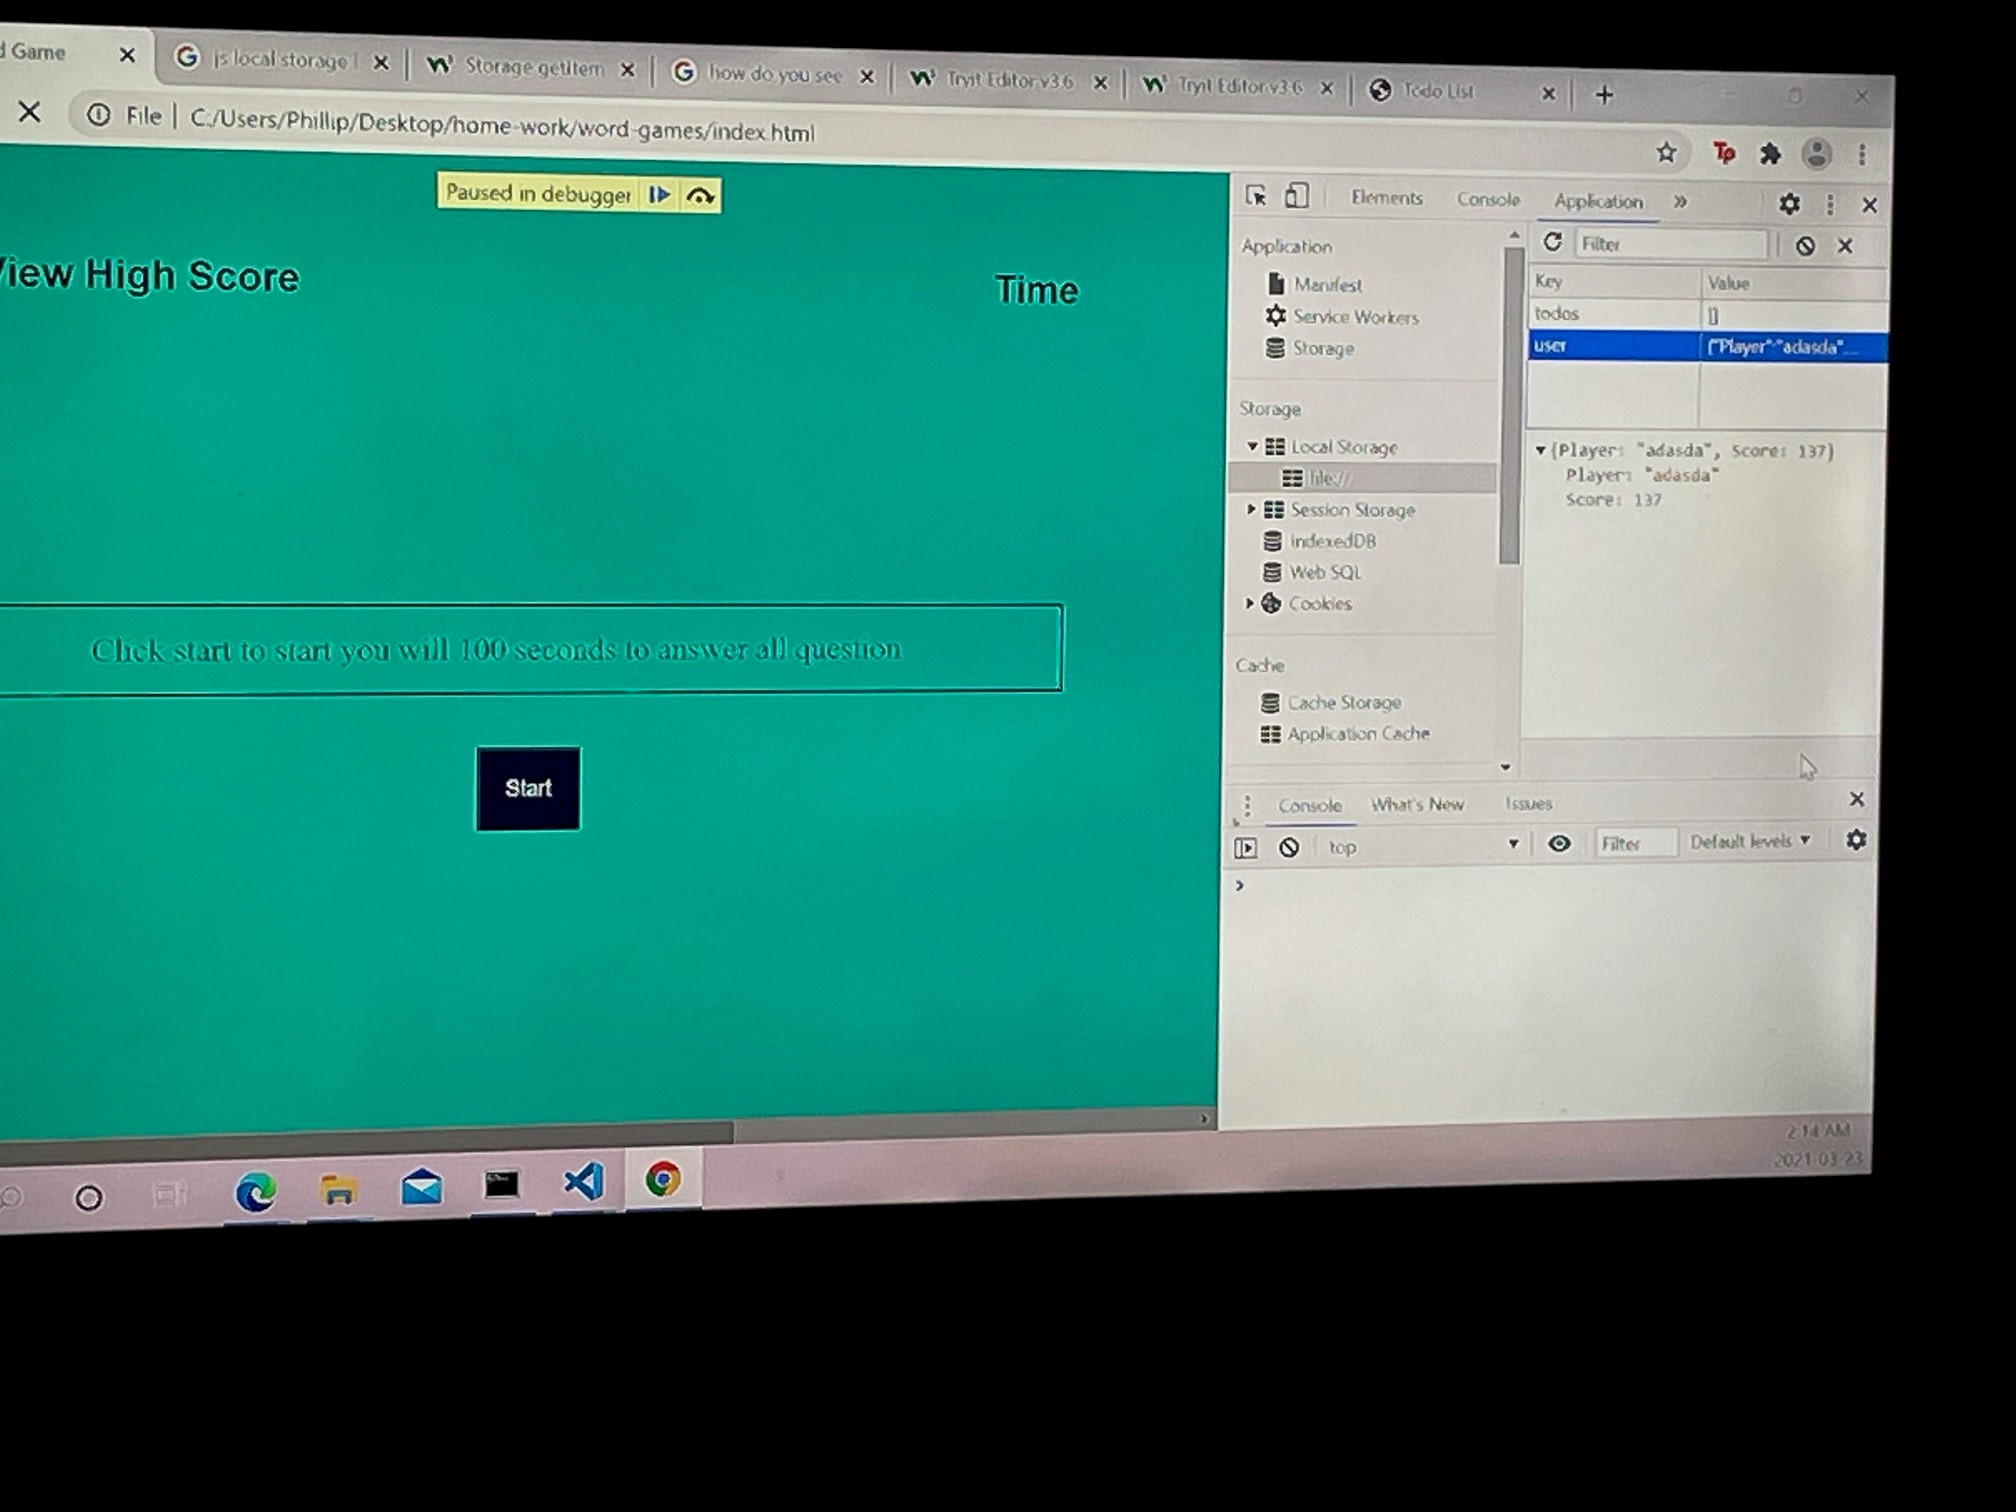 d Game
js local storage
Storage getItem
how do you see
Tryit Editor v3.6
Tryit Editor v3.6
Todo List
File | C:/Users/Phillip/Desktop/home-work/word-games/index.html
Tp
Paused in debugger
View High Score
Time
Click start to start you will 100 seconds to answer all question
Start
Elements Console Application »
Application
Manifest
Service Workers
Storage
Storage
Local Storage
file://
Session Storage
IndexedDB
Web SQL
Cookies
Cache
Cache Storage
Application Cache
Filter
Key Value
todos []
user {"Player":"adasda"...
{Player: "adasda", Score: 137}
Player: "adasda"
Score: 137
Console What's New Issues
top Filter Default levels
2:14 AM
2021-03-23